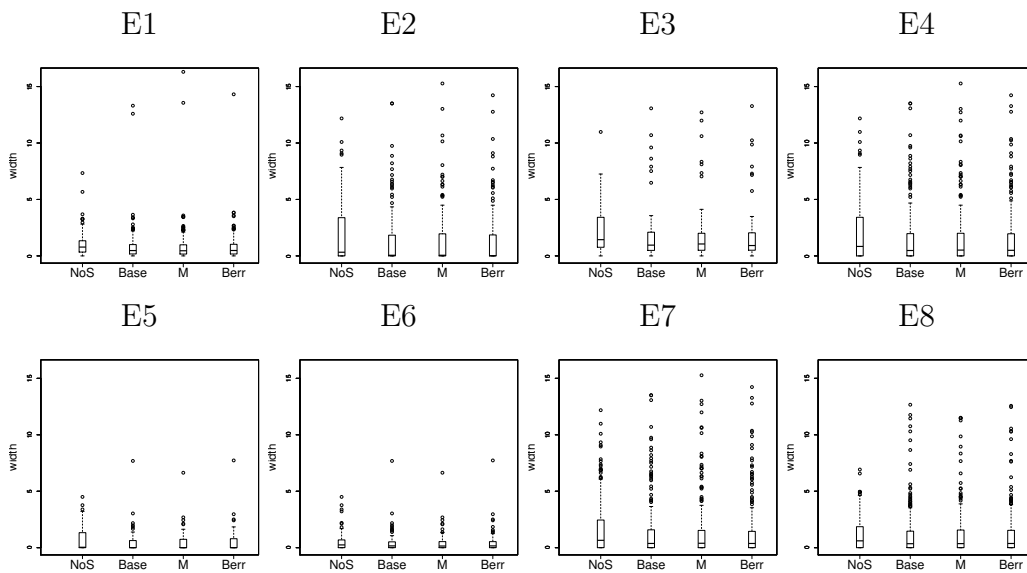 E1 E2 E3 E4
15 15 15 15
10 10 10 10
width width width width
5 5 5 5
0 0 0 0
NoS Base M Berr NoS Base M Berr NoS Base M Berr NoS Base M Berr
E5 E6 E7 E8
15 15 15 15
10 10 10 10
width width width width
5 5 5 5
0 0 0 0
NoS Base M Berr NoS Base M Berr NoS Base M Berr NoS Base M Berr